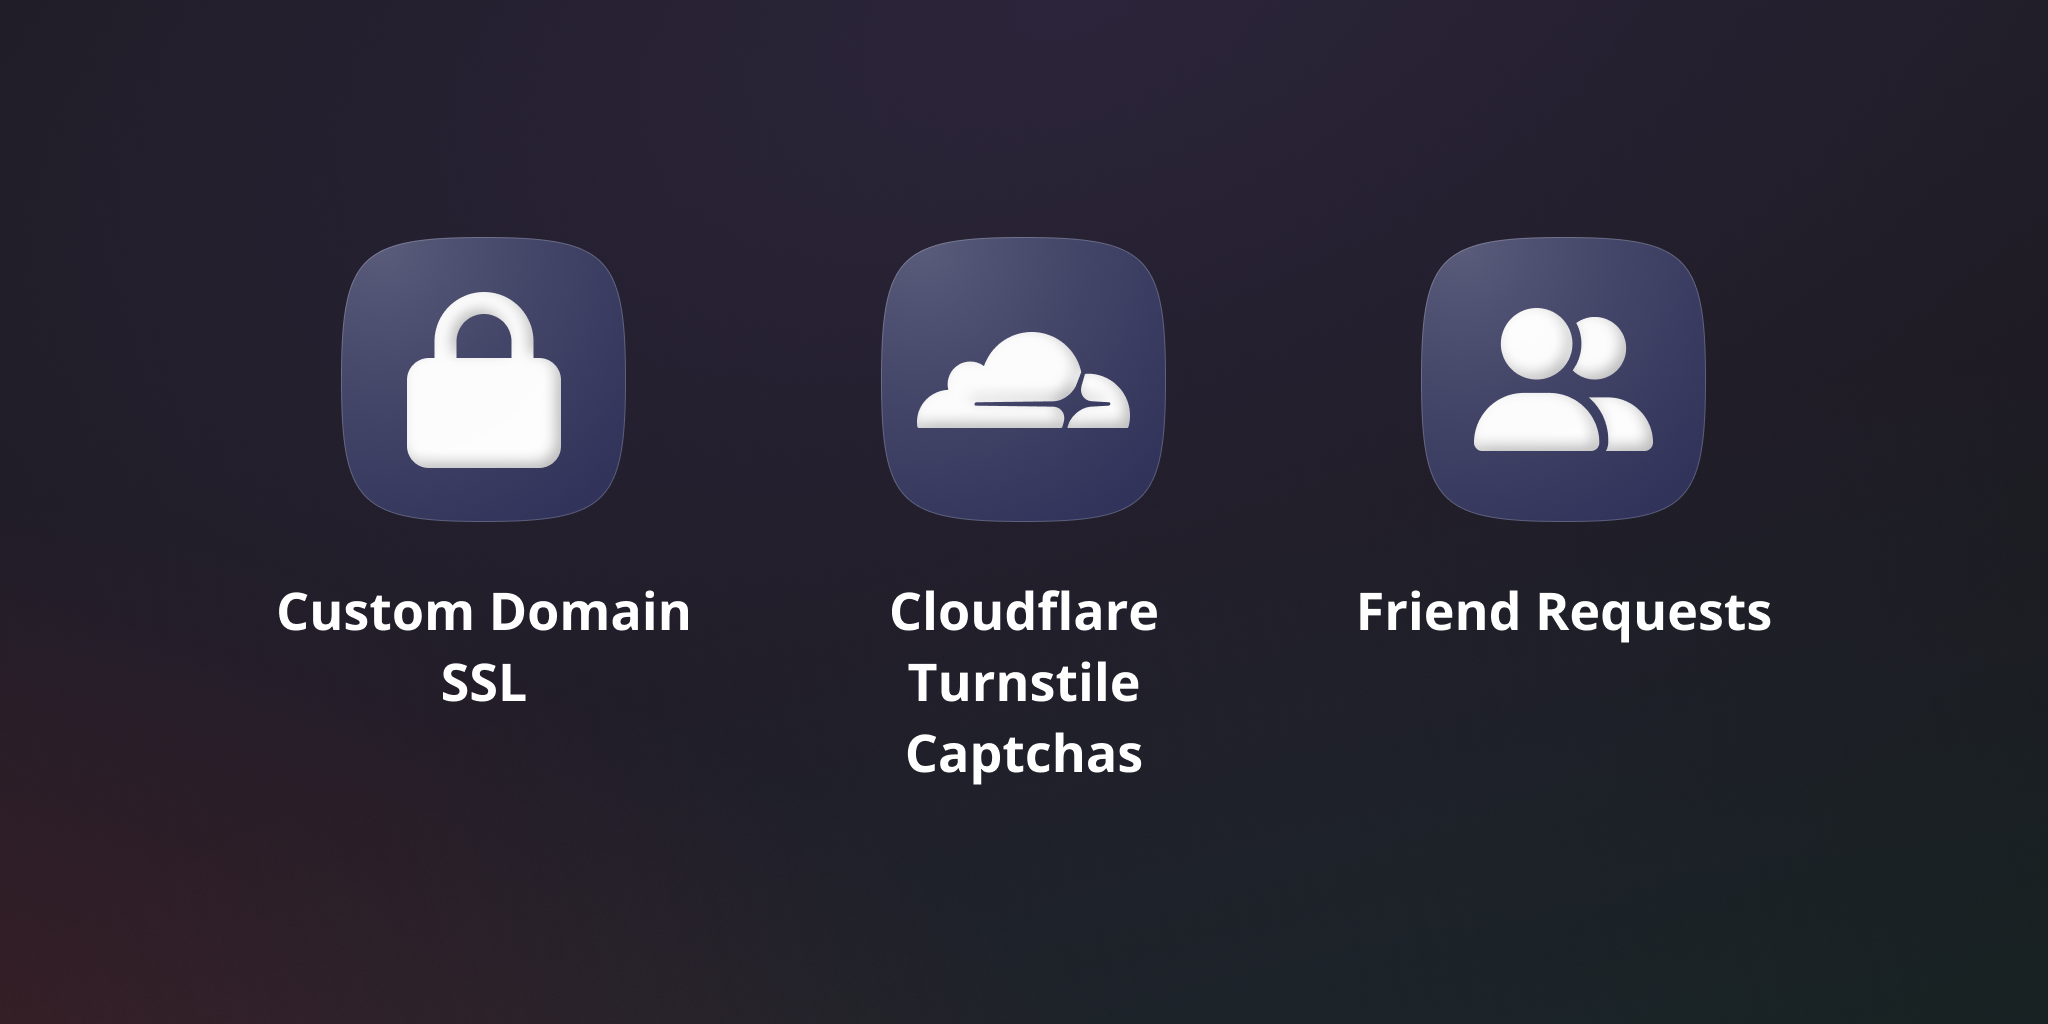 Custom Domain
SSL
Cloudflare
Turnstile
Captchas
Friend Requests